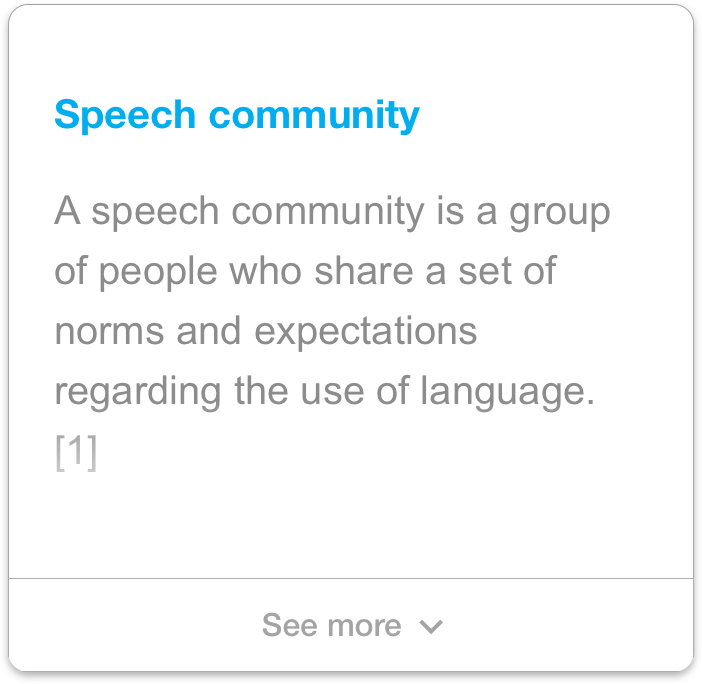 Speech community
A speech community is a group
of people who share a set of
norms and expectations
regarding the use of language.
[1]
See more